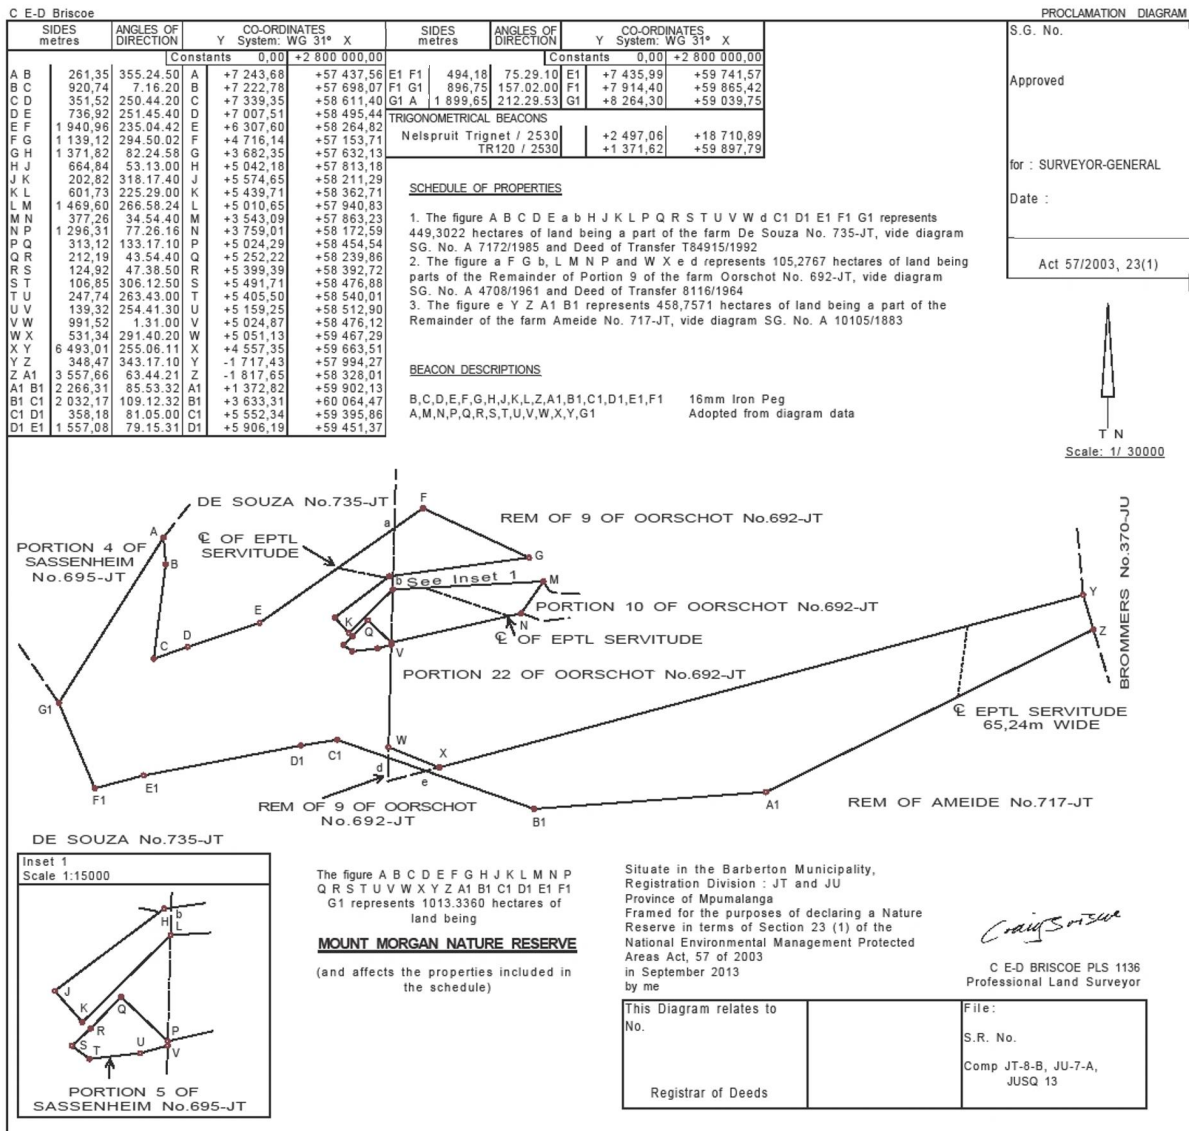 C E-D Briscoe
PROCLAMATION DIAGRAM
SIDES metres ANGLES OF DIRECTION CO-ORDINATES Y System: WG 31º X
Constants 0,00 +2 800 000,00
A B 261,35 355.24.50 A +7 243,68 +57 437,56
B C 920,74 7.16.20 B +7 222,78 +57 698,07
C D 351,52 250.44.20 C +7 339,35 +58 611,40
D E 736,92 251.45.40 D +7 007,51 +58 495,44
E F 1 940,96 235.04.42 E +6 307,60 +58 264,82
F G 1 139,12 294.50.02 F +4 716,14 +57 153,71
G H 1 371,82 82.24.58 G +3 682,35 +57 632,13
H J 664,84 53.13.00 H +5 042,18 +57 813,18
J K 202,82 318.17.40 J +5 574,65 +58 211,29
K L 601,73 225.29.00 K +5 439,71 +58 362,71
L M 1 469,60 266.58.24 L +5 010,65 +57 940,83
M N 377,26 34.54.40 M +3 543,09 +57 863,23
N P 1 296,31 77.26.16 N +3 759,01 +58 172,59
P Q 313,12 133.17.10 P +5 024,29 +58 454,54
Q R 212,19 43.54.40 Q +5 252,22 +58 239,86
R S 124,92 47.38.50 R +5 399,39 +58 392,72
S T 106,85 306.12.50 S +5 491,71 +58 476,88
T U 247,74 263.43.00 T +5 405,50 +58 540,01
U V 139,32 254.41.30 U +5 159,25 +58 512,90
V W 991,52 1.31.00 V +5 024,87 +58 476,12
W X 531,34 291.40.20 W +5 051,13 +59 467,29
X Y 6 493,01 255.06.11 X +4 557,35 +59 663,51
Y Z 348,47 343.17.10 Y -1 717,43 +57 994,27
Z A1 3 557,66 63.44.21 Z -1 817,65 +58 328,01
A1 B1 2 266,31 85.53.32 A1 +1 372,82 +59 902,13
B1 C1 2 032,17 109.12.32 B1 +3 633,31 +60 064,47
C1 D1 358,18 81.05.00 C1 +5 552,34 +59 395,86
D1 E1 1 557,08 79.15.31 D1 +5 906,19 +59 451,37
SIDES metres ANGLES OF DIRECTION CO-ORDINATES Y System: WG 31º X
Constants 0,00 +2 800 000,00
E1 F1 494,18 75.29.10 E1 +7 435,99 +59 741,57
F1 G1 896,75 157.02.00 F1 +7 914,40 +59 865,42
G1 A 1 899,65 212.29.53 G1 +8 264,30 +59 039,75
TRIGONOMETRICAL BEACONS
Nelspruit Trignet / 2530 +2 497,06 +18 710,89
TR120 / 2530 +1 371,62 +59 897,79
S.G. No.
Approved
for : SURVEYOR-GENERAL
Date :
Act 57/2003, 23(1)
SCHEDULE OF PROPERTIES
1. The figure A B C D E a b H J K L P Q R S T U V W d C1 D1 E1 F1 G1 represents
449,3022 hectares of land being a part of the farm De Souza No. 735-JT, vide diagram
SG. No. A 7172/1985 and Deed of Transfer T84915/1992
2. The figure a F G b, L M N P and W X e d represents 105,2767 hectares of land being
parts of the Remainder of Portion 9 of the farm Oorschot No. 692-JT, vide diagram
SG. No. A 4708/1961 and Deed of Transfer 8116/1964
3. The figure e Y Z A1 B1 represents 458,7571 hectares of land being a part of the
Remainder of the farm Ameide No. 717-JT, vide diagram SG. No. A 10105/1883
BEACON DESCRIPTIONS
B,C,D,E,F,G,H,J,K,L,Z,A1,B1,C1,D1,E1,F1 16mm Iron Peg
A,M,N,P,Q,R,S,T,U,V,W,X,Y,G1 Adopted from diagram data
T N
Scale: 1/ 30000
DE SOUZA No.735-JT
F
a
REM OF 9 OF OORSCHOT No.692-JT
A
℄ OF EPTL
SERVITUDE
PORTION 4 OF
SASSENHEIM
No.695-JT
B
G
b See Inset 1
M
BROMMERS No.370-JU
Y
E
PORTION 10 OF OORSCHOT No.692-JT
K
Q
N
Z
D
℄ OF EPTL SERVITUDE
C
V
PORTION 22 OF OORSCHOT No.692-JT
G1
℄ EPTL SERVITUDE
65,24m WIDE
W
D1
C1
X
d
e
E1
F1
REM OF 9 OF OORSCHOT
No.692-JT
B1
A1
REM OF AMEIDE No.717-JT
DE SOUZA No.735-JT
Inset 1
Scale 1:15000
b
H
L
J
K
Q
R
P
S
T
U
V
PORTION 5 OF
SASSENHEIM No.695-JT
The figure A B C D E F G H J K L M N P
Q R S T U V W X Y Z A1 B1 C1 D1 E1 F1
G1 represents 1013.3360 hectares of
land being
MOUNT MORGAN NATURE RESERVE
(and affects the properties included in
the schedule)
Situate in the Barberton Municipality,
Registration Division : JT and JU
Province of Mpumalanga
Framed for the purposes of declaring a Nature
Reserve in terms of Section 23 (1) of the
National Environmental Management Protected
Areas Act, 57 of 2003
in September 2013
by me
Craig Briscoe
C E-D BRISCOE PLS 1136
Professional Land Surveyor
This Diagram relates to
No.
Registrar of Deeds
File:
S.R. No.
Comp JT-8-B, JU-7-A,
JUSQ 13